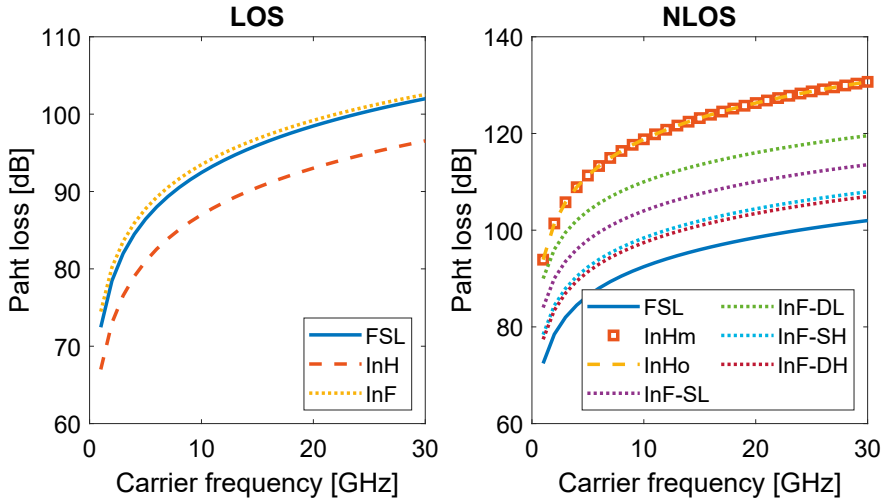 LOS
110
100
90
80
70
60
Paht loss [dB]
0
10
20
30
Carrier frequency [GHz]
FSL
InH
InF
NLOS
140
120
100
80
60
Paht loss [dB]
0
10
20
30
Carrier frequency [GHz]
FSL
InHm
InHo
InF-SL
InF-DL
InF-SH
InF-DH